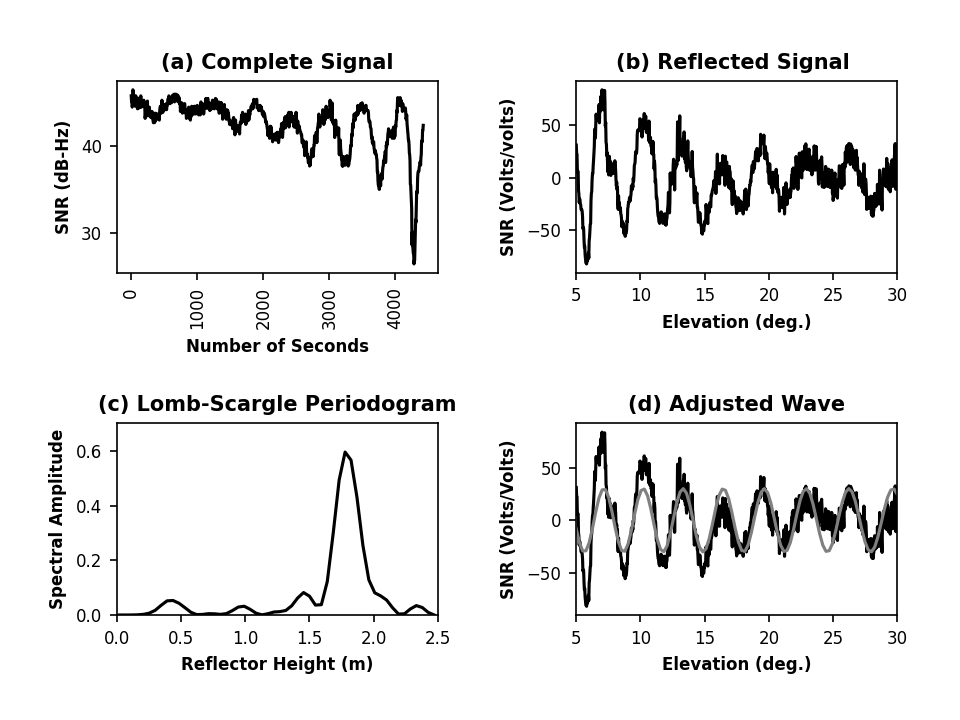 (a) Complete Signal
SNR (dB-Hz)
40
30
0
1000
2000
3000
4000
Number of Seconds
(b) Reflected Signal
SNR (Volts/volts)
50
0
−50
5 10 15 20 25 30
Elevation (deg.)
(c) Lomb-Scargle Periodogram
Spectral Amplitude
0.6
0.4
0.2
0.0
0.0 0.5 1.0 1.5 2.0 2.5
Reflector Height (m)
(d) Adjusted Wave
SNR (Volts/Volts)
50
0
−50
5 10 15 20 25 30
Elevation (deg.)